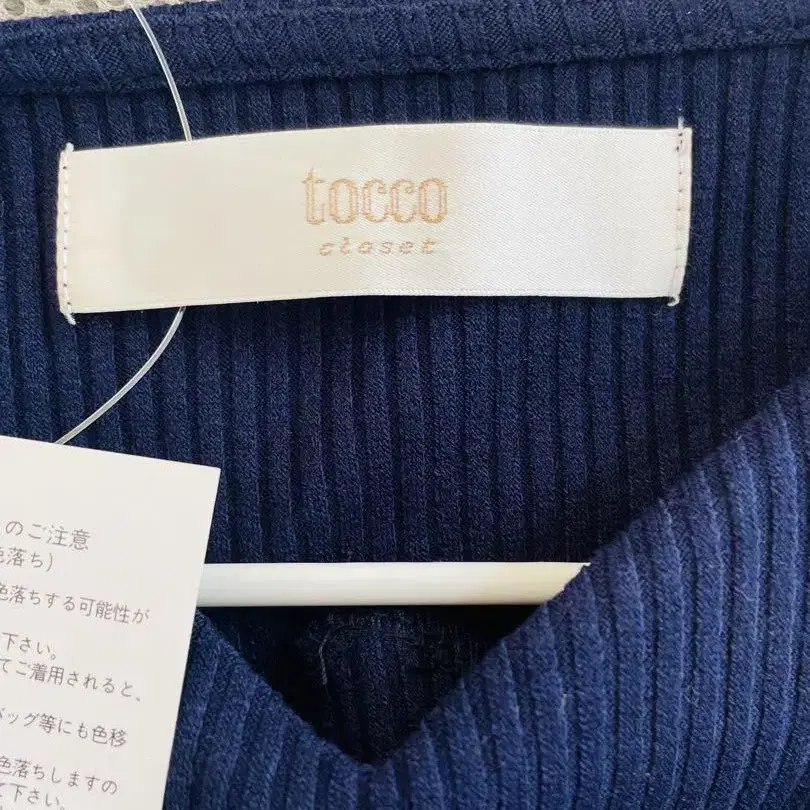 tocco
closet
のご注意
色落ち)
色落ちする可能性が
下さい。
てご着用されると、
バッグ等にも色移
色落ちしますの
て下さい。